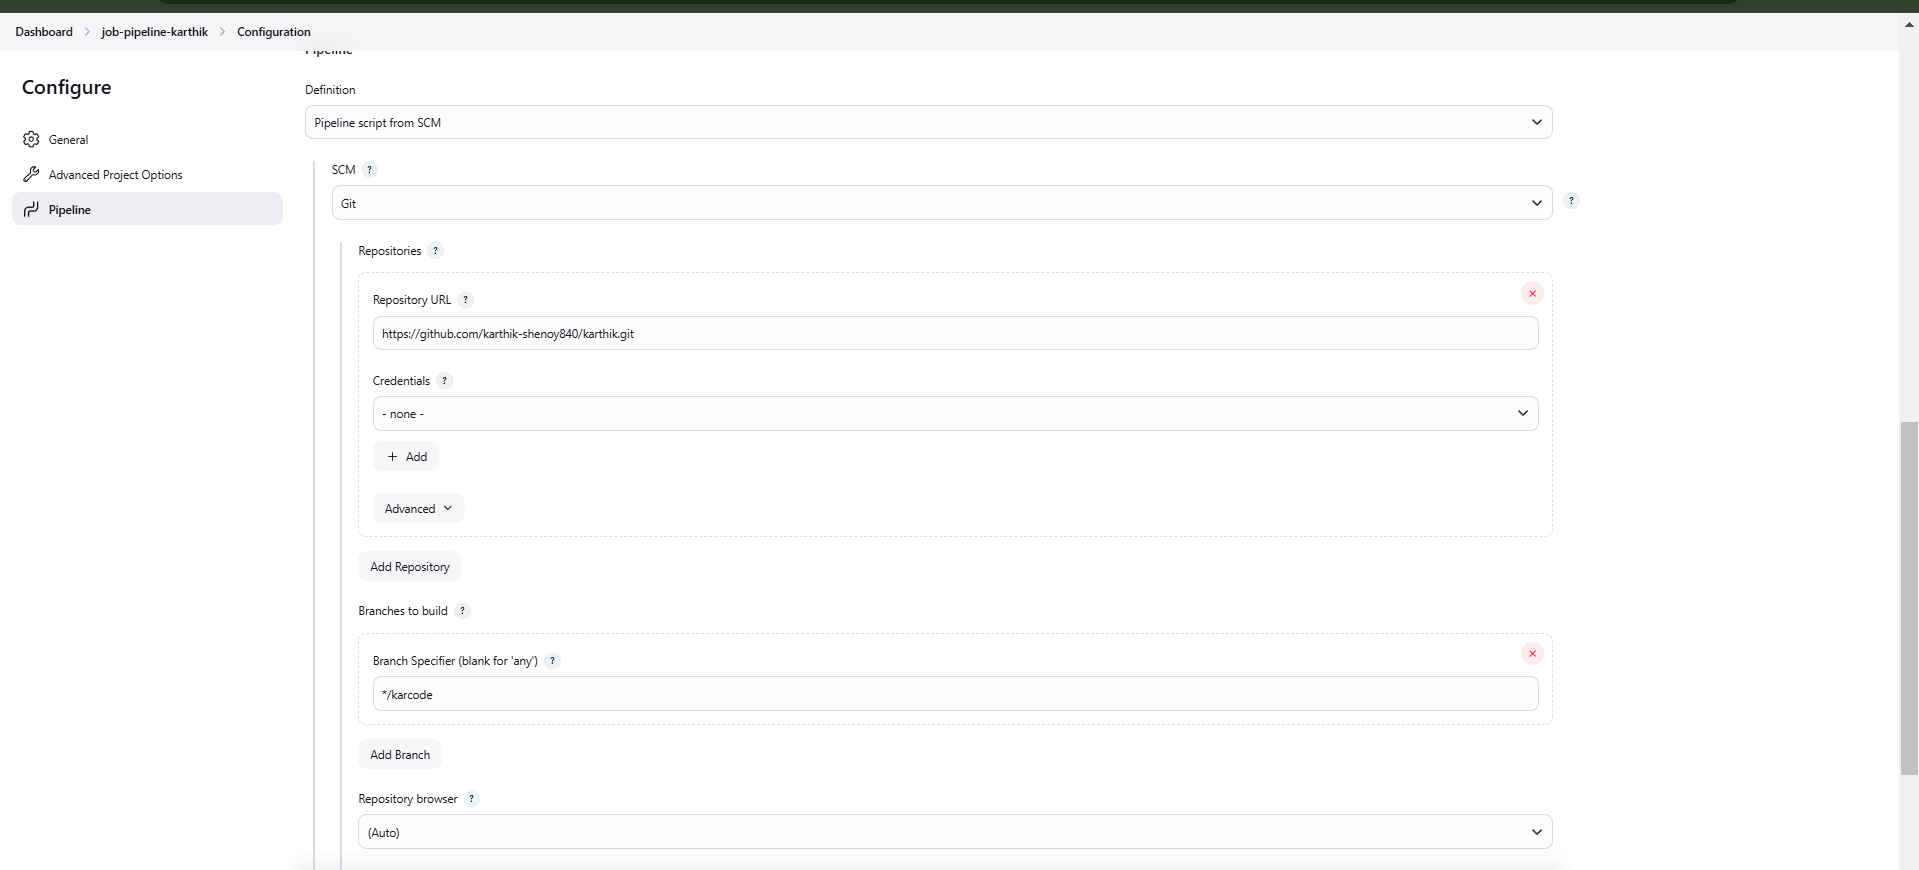 Dashboard > job-pipeline-karthik > Configuration
Configure
General
Advanced Project Options
Pipeline
Pipeline
Definition
Pipeline script from SCM
SCM ?
Git
?
Repositories ?
Repository URL ?
https://github.com/karthik-shenoy840/karthik.git
Credentials ?
- none -
+ Add
Advanced
Add Repository
Branches to build ?
Branch Specifier (blank for 'any') ?
*/karcode
Add Branch
Repository browser ?
(Auto)